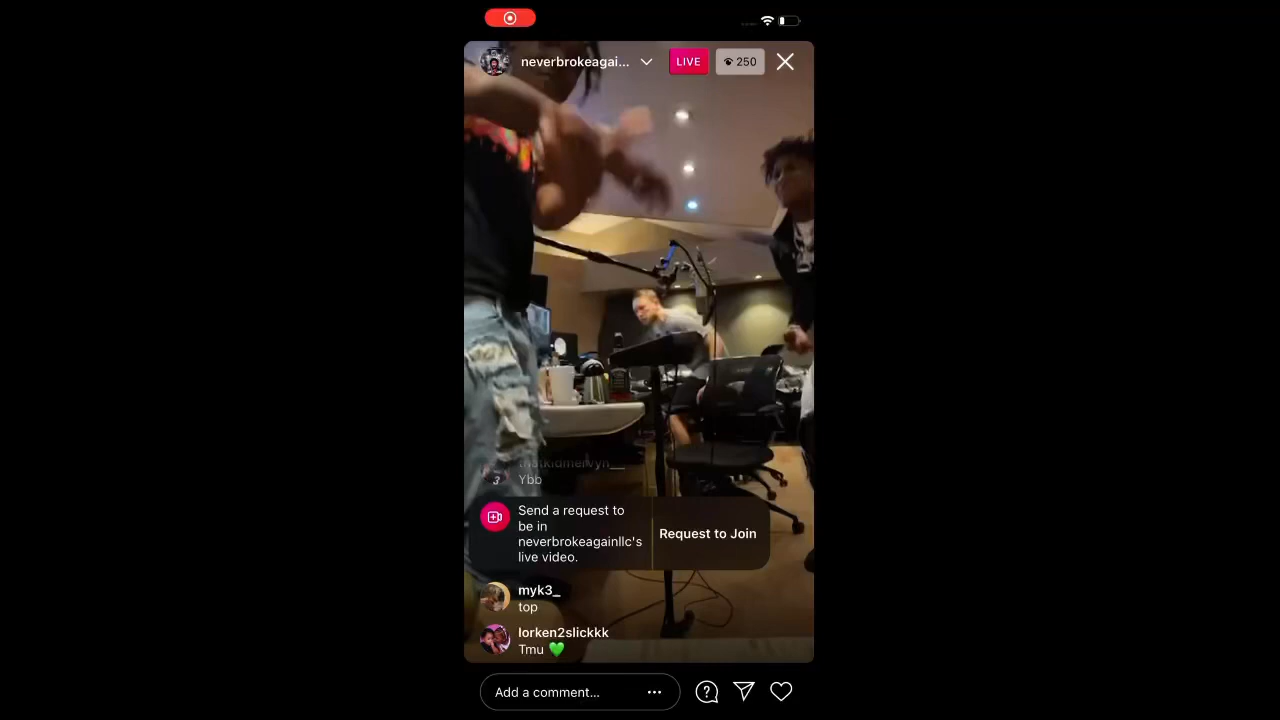 neverbrokeagai...
LIVE
250
thatkidmervyn__
Ybb
Send a request to
be in
neverbrokeagainllc's
live video.
Request to Join
myk3_
top
lorken2slickkk
Tmu 💚
Add a comment...